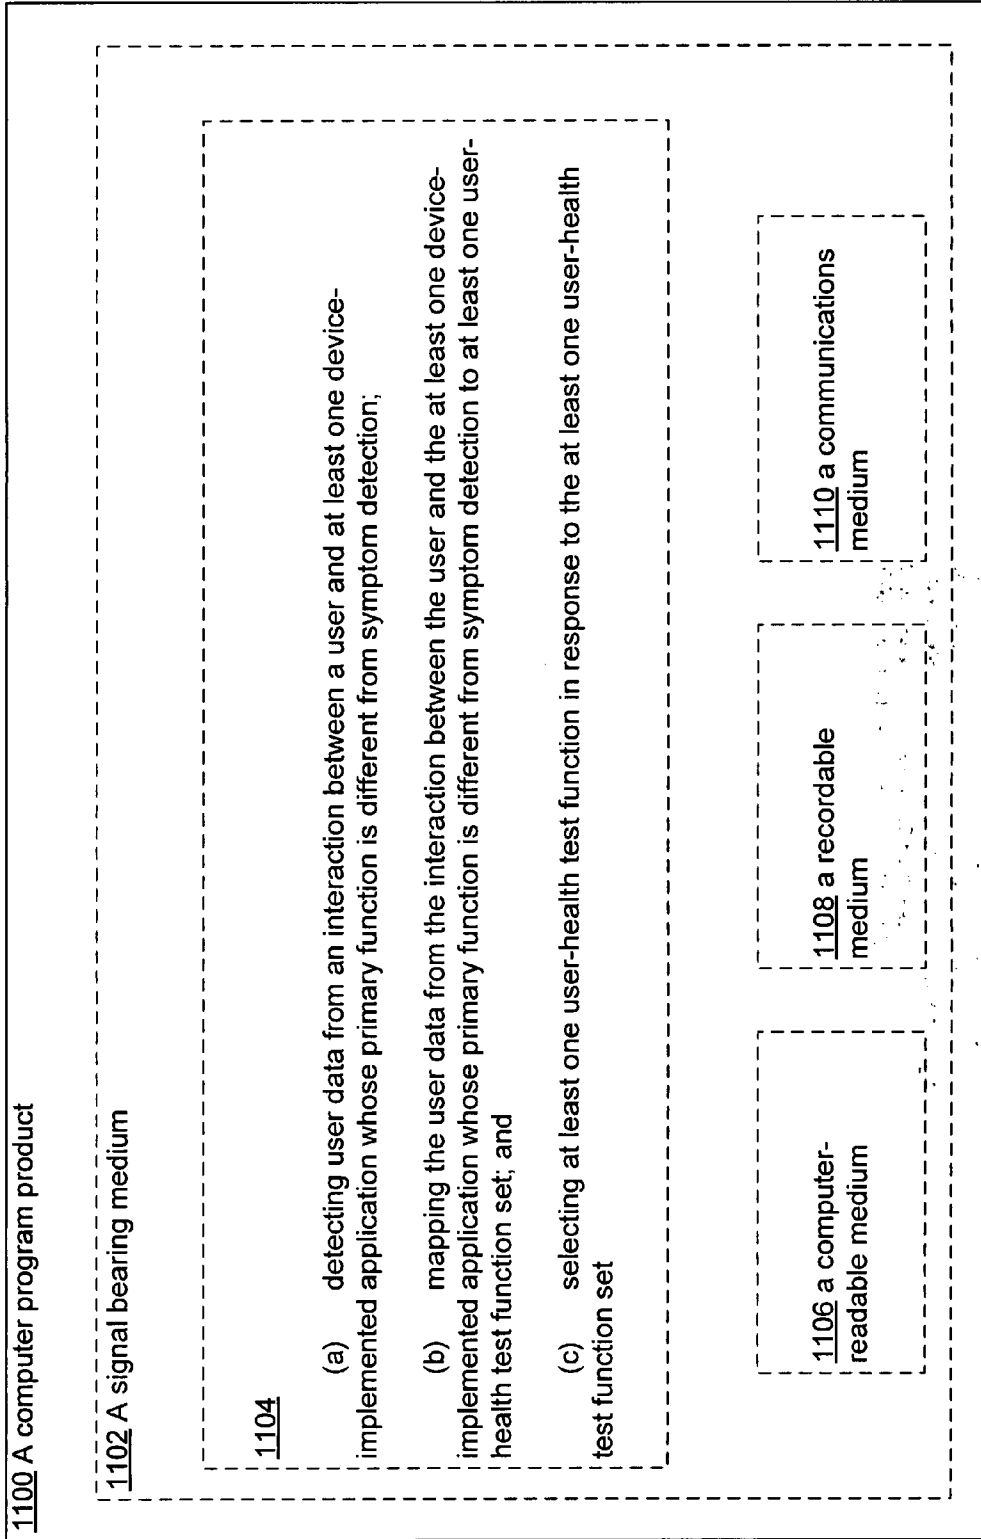 1100 A computer program product
1102 A signal bearing medium
1104
(a) detecting user data from an interaction between a user and at least one device-
implemented application whose primary function is different from symptom detection;
(b) mapping the user data from the interaction between the user and the at least one device-
implemented application whose primary function is different from symptom detection to at least one user-
health test function set; and
(c) selecting at least one user-health test function in response to the at least one user-health
test function set
1106 a computer-
readable medium
1108 a recordable
medium
1110 a communications
medium